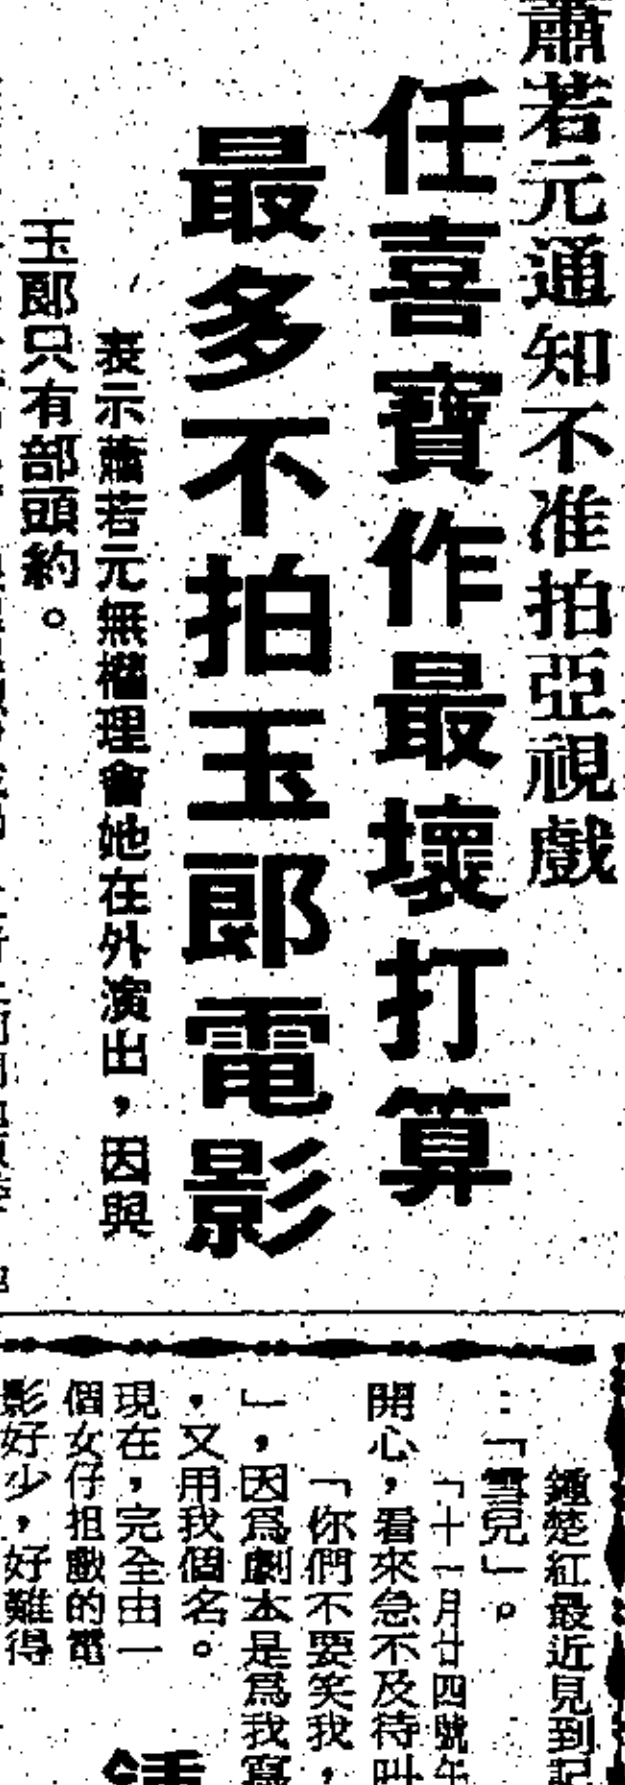 蕭若元通知不准拍亞視戲
任喜寶作最壞打算
最多不拍玉郎電影
表示蕭若元無權理會她在外演出，因與
玉郎只有部頭約。
鍾楚紅最近見到記
：「雪兒」。
「十一月廿四號午
開心，看來急不及待叫
「你們不要笑我，
」，因為劇本是為我寫
，又用我個名。
現在，完全由一
個女仔担戲的電
影好少，好難得